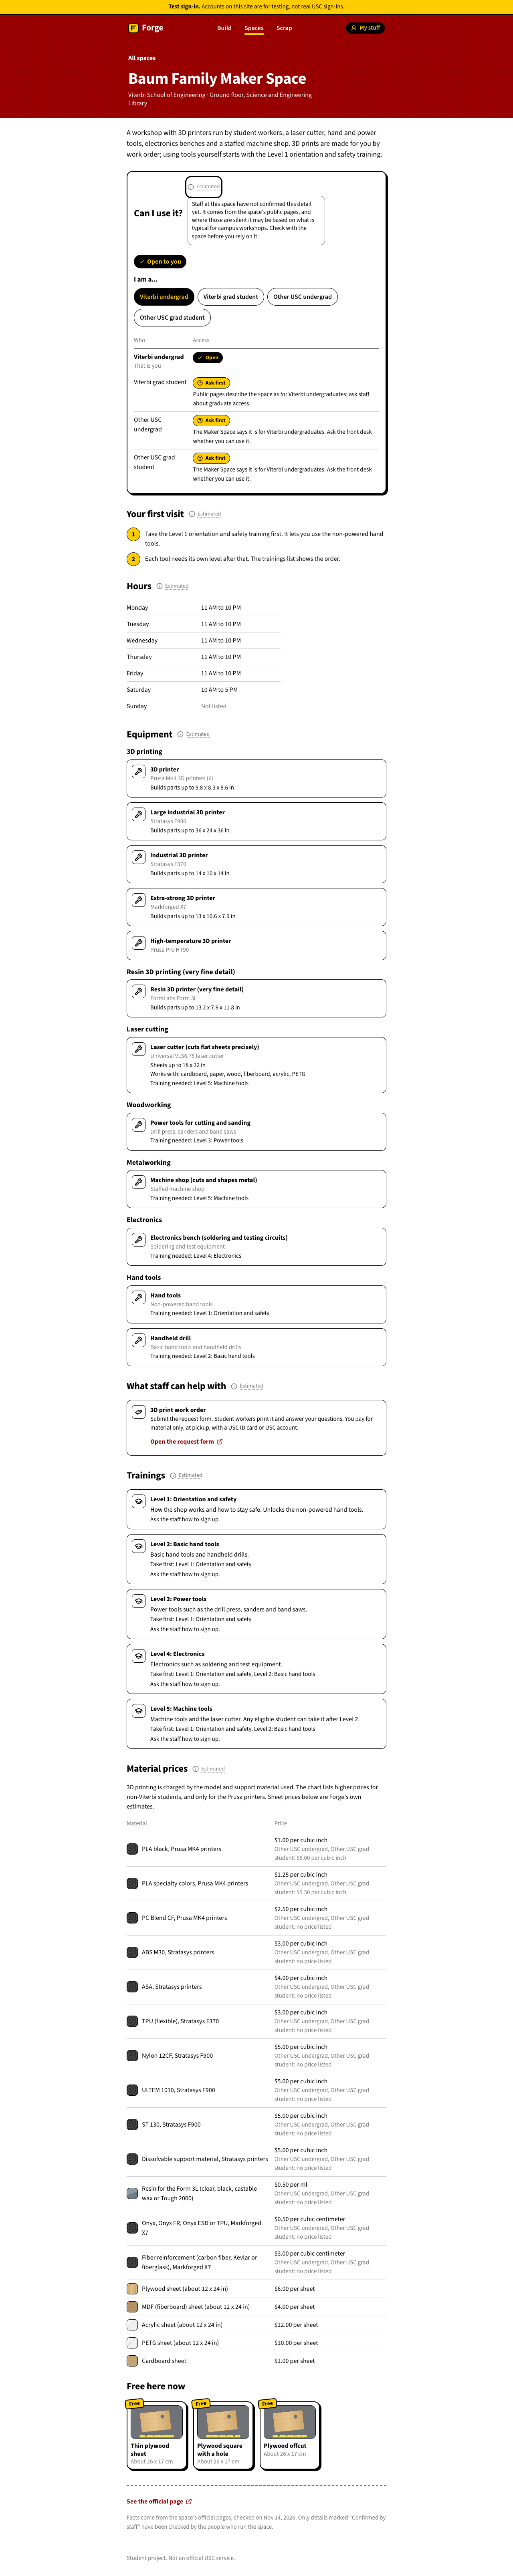 Test sign-in. Accounts on this site are for testing, not real USC sign-ins.
Forge
Build
Spaces
Scrap
My stuff
All spaces
Baum Family Maker Space
Viterbi School of Engineering · Ground floor, Science and Engineering
Library
A workshop with 3D printers run by student workers, a laser cutter, hand and power
tools, electronics benches and a staffed machine shop. 3D prints are made for you by
work order; using tools yourself starts with the Level 1 orientation and safety training.
Can I use it?
Estimated
Staff at this space have not confirmed this detail
yet. It comes from the space's public pages, and
where those are silent it may be based on what is
typical for campus workshops. Check with the
space before you rely on it.
Open to you
I am a...
Viterbi undergrad
Viterbi grad student
Other USC undergrad
Other USC grad student
Who
Access
Viterbi undergrad
That is you
Open
Viterbi grad student
Ask first
Public pages describe the space as for Viterbi undergraduates; ask staff
about graduate access.
Other USC
undergrad
Ask first
The Maker Space says it is for Viterbi undergraduates. Ask the front desk
whether you can use it.
Other USC grad
student
Ask first
The Maker Space says it is for Viterbi undergraduates. Ask the front desk
whether you can use it.
Your first visit
Estimated
1
Take the Level 1 orientation and safety training first. It lets you use the non-powered hand
tools.
2
Each tool needs its own level after that. The trainings list shows the order.
Hours
Estimated
Monday
11 AM to 10 PM
Tuesday
11 AM to 10 PM
Wednesday
11 AM to 10 PM
Thursday
11 AM to 10 PM
Friday
11 AM to 10 PM
Saturday
10 AM to 5 PM
Sunday
Not listed
Equipment
Estimated
3D printing
3D printer
Prusa MK4 3D printers (6)
Builds parts up to 9.8 x 8.3 x 8.6 in
Large industrial 3D printer
Stratasys F900
Builds parts up to 36 x 24 x 36 in
Industrial 3D printer
Stratasys F370
Builds parts up to 14 x 10 x 14 in
Extra-strong 3D printer
Markforged X7
Builds parts up to 13 x 10.6 x 7.9 in
High-temperature 3D printer
Prusa Pro HT90
Resin 3D printing (very fine detail)
Resin 3D printer (very fine detail)
FormLabs Form 3L
Builds parts up to 13.2 x 7.9 x 11.8 in
Laser cutting
Laser cutter (cuts flat sheets precisely)
Universal VLS6.75 laser cutter
Sheets up to 18 x 32 in
Works with: cardboard, paper, wood, fiberboard, acrylic, PETG
Training needed: Level 5: Machine tools
Woodworking
Power tools for cutting and sanding
Drill press, sanders and band saws
Training needed: Level 3: Power tools
Metalworking
Machine shop (cuts and shapes metal)
Staffed machine shop
Training needed: Level 5: Machine tools
Electronics
Electronics bench (soldering and testing circuits)
Soldering and test equipment
Training needed: Level 4: Electronics
Hand tools
Hand tools
Non-powered hand tools
Training needed: Level 1: Orientation and safety
Handheld drill
Basic hand tools and handheld drills
Training needed: Level 2: Basic hand tools
What staff can help with
Estimated
3D print work order
Submit the request form. Student workers print it and answer your questions. You pay for
material only, at pickup, with a USC ID card or USC account.
Open the request form
Trainings
Estimated
Level 1: Orientation and safety
How the shop works and how to stay safe. Unlocks the non-powered hand tools.
Ask the staff how to sign up.
Level 2: Basic hand tools
Basic hand tools and handheld drills.
Take first: Level 1: Orientation and safety
Ask the staff how to sign up.
Level 3: Power tools
Power tools such as the drill press, sanders and band saws.
Take first: Level 1: Orientation and safety
Ask the staff how to sign up.
Level 4: Electronics
Electronics such as soldering and test equipment.
Take first: Level 1: Orientation and safety, Level 2: Basic hand tools
Ask the staff how to sign up.
Level 5: Machine tools
Machine tools and the laser cutter. Any eligible student can take it after Level 2.
Take first: Level 1: Orientation and safety, Level 2: Basic hand tools
Ask the staff how to sign up.
Material prices
Estimated
3D printing is charged by the model and support material used. The chart lists higher prices for
non-Viterbi students, and only for the Prusa printers. Sheet prices below are Forge's own
estimates.
Material
Price
PLA black, Prusa MK4 printers
$1.00 per cubic inch
Other USC undergrad, Other USC grad
student: $5.00 per cubic inch
PLA specialty colors, Prusa MK4 printers
$1.25 per cubic inch
Other USC undergrad, Other USC grad
student: $5.50 per cubic inch
PC Blend CF, Prusa MK4 printers
$2.50 per cubic inch
Other USC undergrad, Other USC grad
student: no price listed
ABS M30, Stratasys printers
$3.00 per cubic inch
Other USC undergrad, Other USC grad
student: no price listed
ASA, Stratasys printers
$4.00 per cubic inch
Other USC undergrad, Other USC grad
student: no price listed
TPU (flexible), Stratasys F370
$3.00 per cubic inch
Other USC undergrad, Other USC grad
student: no price listed
Nylon 12CF, Stratasys F900
$5.00 per cubic inch
Other USC undergrad, Other USC grad
student: no price listed
ULTEM 1010, Stratasys F900
$5.00 per cubic inch
Other USC undergrad, Other USC grad
student: no price listed
ST 130, Stratasys F900
$5.00 per cubic inch
Other USC undergrad, Other USC grad
student: no price listed
Dissolvable support material, Stratasys printers
$5.00 per cubic inch
Other USC undergrad, Other USC grad
student: no price listed
Resin for the Form 3L (clear, black, castable
wax or Tough 2000)
$0.50 per ml
Other USC undergrad, Other USC grad
student: no price listed
Onyx, Onyx FR, Onyx ESD or TPU, Markforged
X7
$0.50 per cubic centimeter
Other USC undergrad, Other USC grad
student: no price listed
Fiber reinforcement (carbon fiber, Kevlar or
fiberglass), Markforged X7
$3.00 per cubic centimeter
Other USC undergrad, Other USC grad
student: no price listed
Plywood sheet (about 12 x 24 in)
$6.00 per sheet
MDF (fiberboard) sheet (about 12 x 24 in)
$4.00 per sheet
Acrylic sheet (about 12 x 24 in)
$12.00 per sheet
PETG sheet (about 12 x 24 in)
$10.00 per sheet
Cardboard sheet
$1.00 per sheet
Free here now
Free
Thin plywood
sheet
About 26 x 17 cm
Free
Plywood square
with a hole
About 26 x 17 cm
Free
Plywood offcut
About 26 x 17 cm
See the official page
Facts come from the space's official pages, checked on Nov 14, 2026. Only details marked "Confirmed by
staff" have been checked by the people who run the space.
Student project. Not an official USC service.